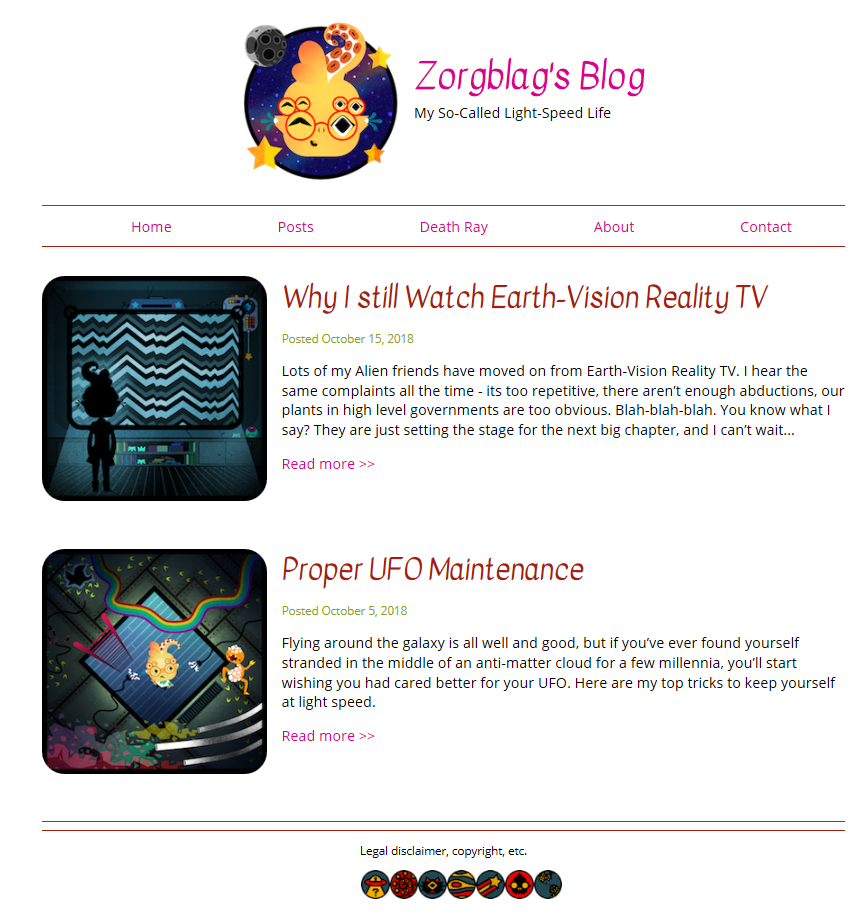 Zorgblag's Blog
My So-Called Light-Speed Life
Home Posts Death Ray About Contact
Why I still Watch Earth-Vision Reality TV
Posted October 15, 2018
Lots of my Alien friends have moved on from Earth-Vision Reality TV. I hear the
same complaints all the time - its too repetitive, there aren’t enough abductions, our
plants in high level governments are too obvious. Blah-blah-blah. You know what I
say? They are just setting the stage for the next big chapter, and I can’t wait...
Read more >>
Proper UFO Maintenance
Posted October 5, 2018
Flying around the galaxy is all well and good, but if you’ve ever found yourself
stranded in the middle of an anti-matter cloud for a few millennia, you’ll start
wishing you had cared better for your UFO. Here are my top tricks to keep yourself
at light speed.
Read more >>
Legal disclaimer, copyright, etc.